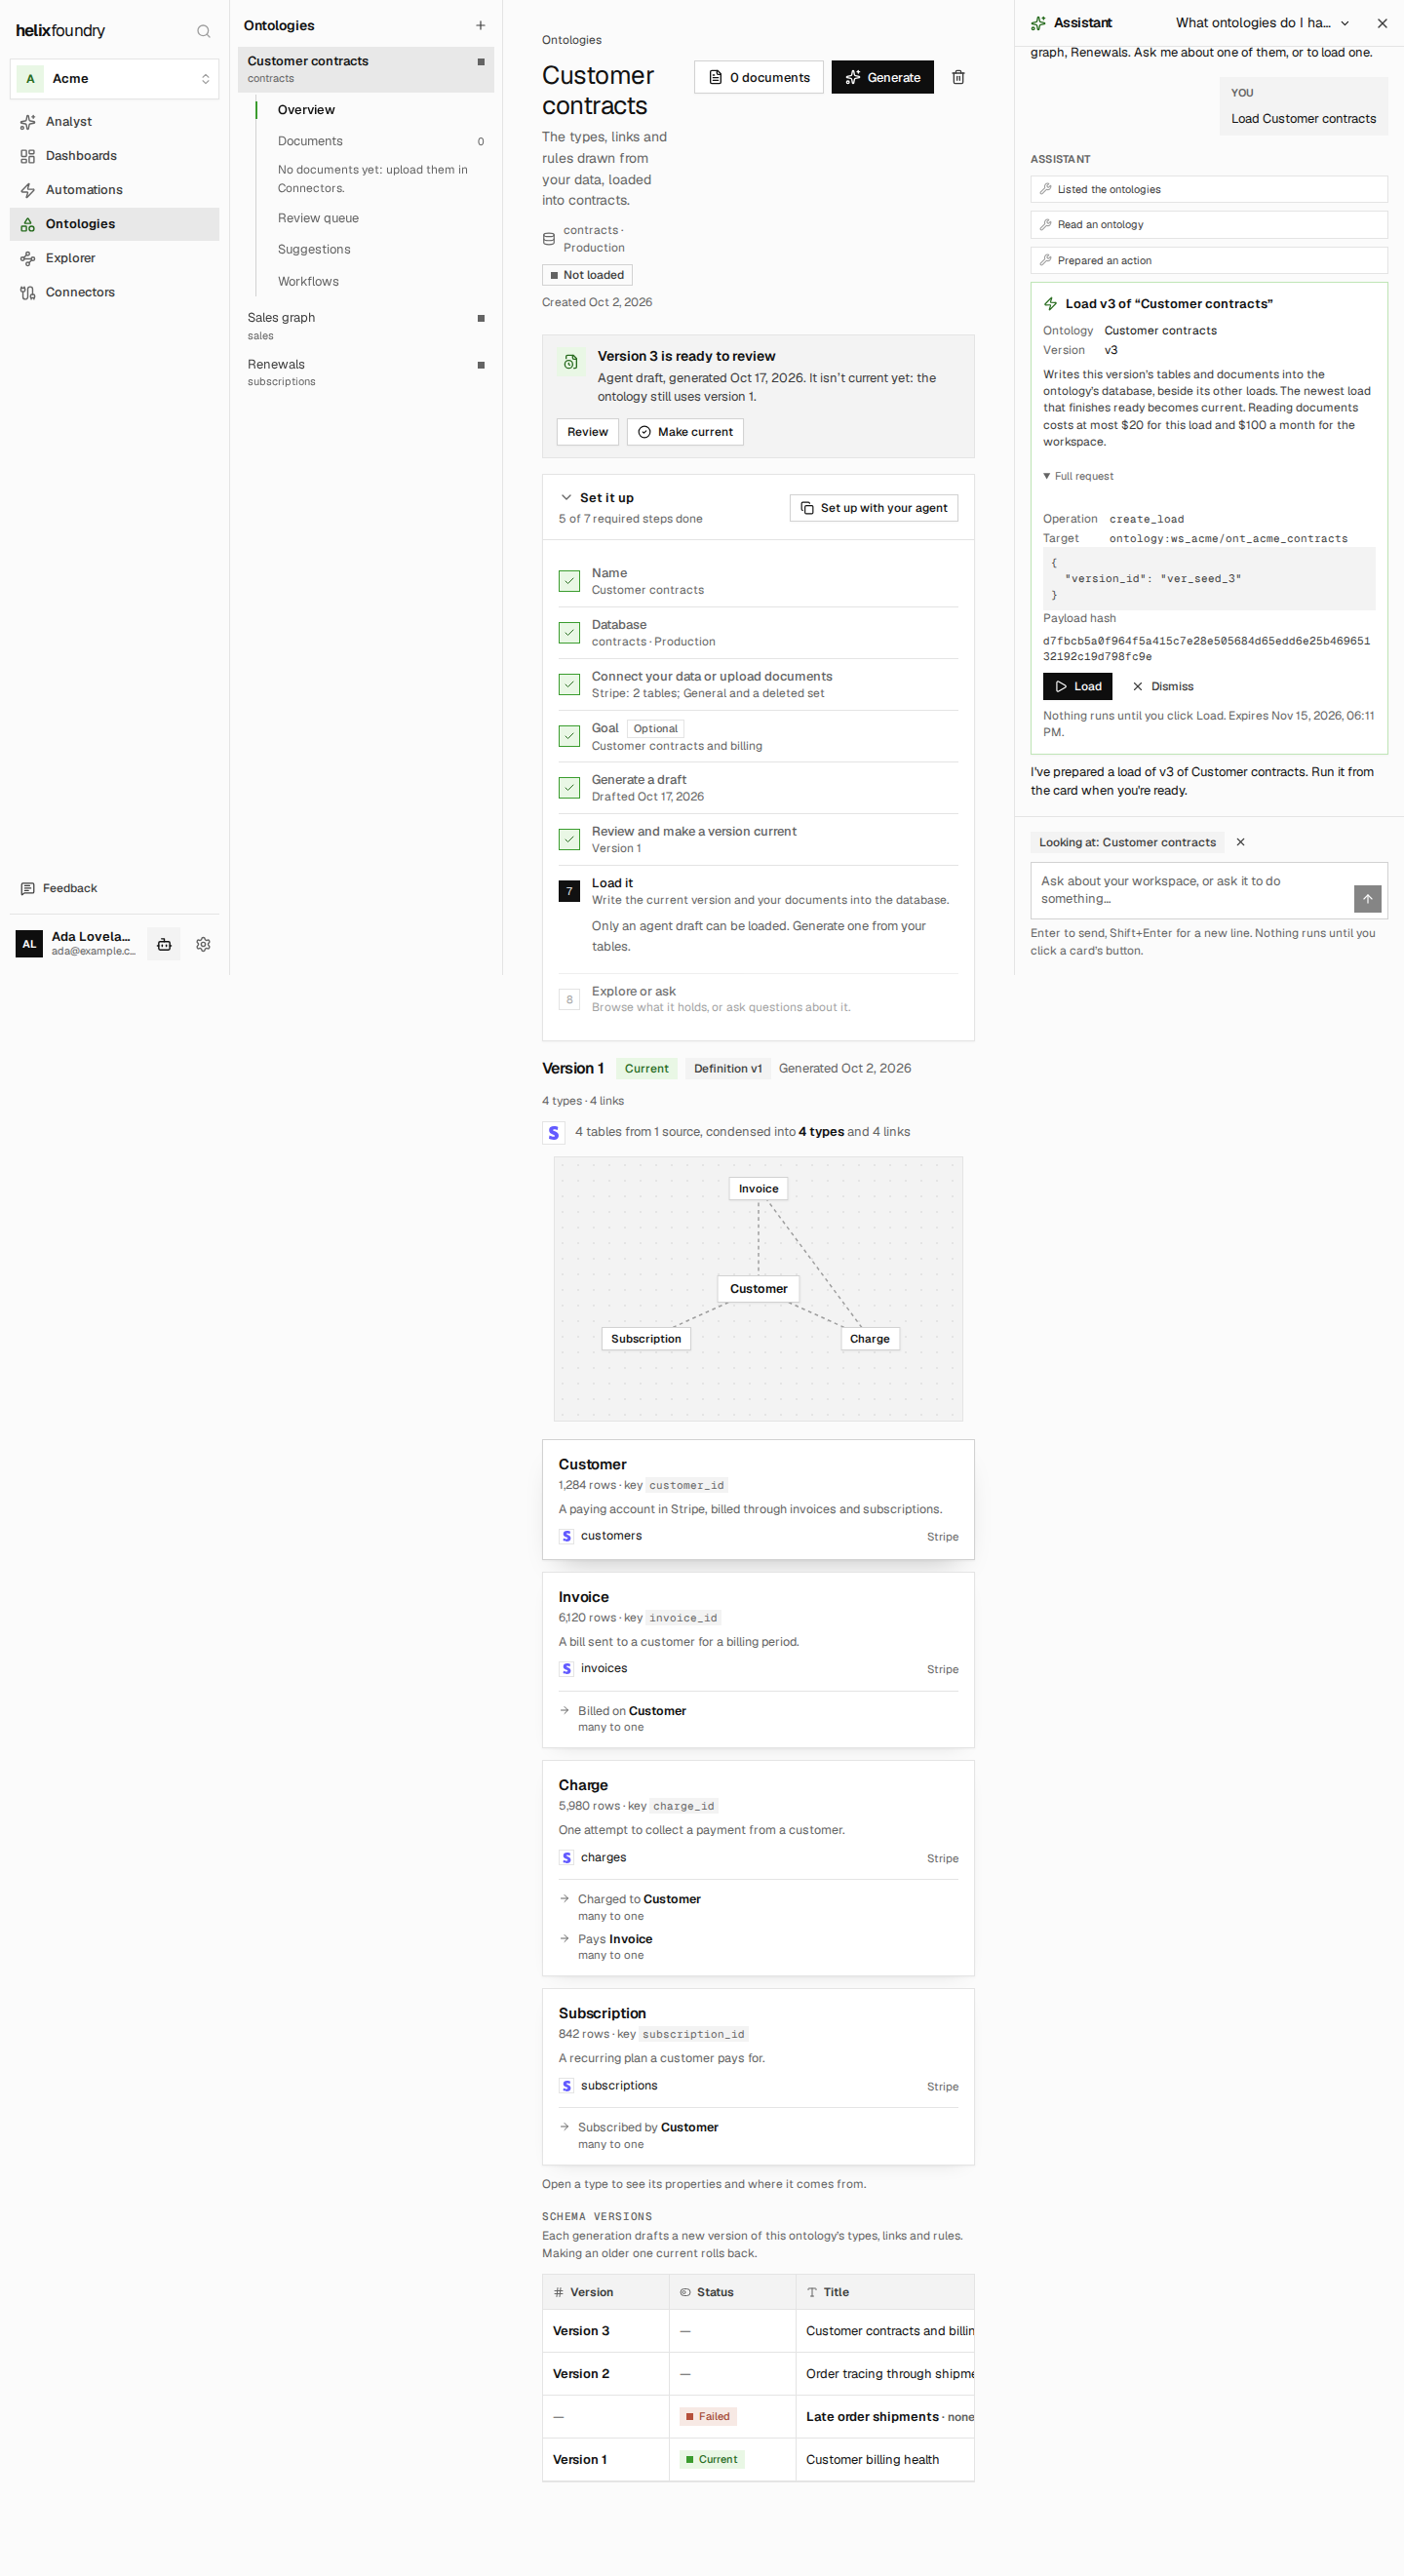 helixfoundry
A
Acme
Analyst
Dashboards
Automations
Ontologies
Explorer
Connectors
Feedback
AL
Ada Lovela...
ada@example.c...
Ontologies
Customer contracts
contracts
Overview
Documents 0
No documents yet: upload them in
Connectors.
Review queue
Suggestions
Workflows
Sales graph
sales
Renewals
subscriptions
Ontologies
Customer
contracts
0 documents
Generate
The types, links and
rules drawn from
your data, loaded
into contracts.
contracts ·
Production
Not loaded
Created Oct 2, 2026
Version 3 is ready to review
Agent draft, generated Oct 17, 2026. It isn't current yet: the
ontology still uses version 1.
Review
Make current
Set it up
5 of 7 required steps done
Set up with your agent
Name
Customer contracts
Database
contracts · Production
Connect your data or upload documents
Stripe: 2 tables; General and a deleted set
Goal Optional
Customer contracts and billing
Generate a draft
Drafted Oct 17, 2026
Review and make a version current
Version 1
7 Load it
Write the current version and your documents into the database.
Only an agent draft can be loaded. Generate one from your
tables.
8 Explore or ask
Browse what it holds, or ask questions about it.
Version 1 Current Definition v1 Generated Oct 2, 2026
4 types · 4 links
4 tables from 1 source, condensed into 4 types and 4 links
Invoice
Customer
Subscription
Charge
Customer
1,284 rows · key customer_id
A paying account in Stripe, billed through invoices and subscriptions.
customers Stripe
Invoice
6,120 rows · key invoice_id
A bill sent to a customer for a billing period.
invoices Stripe
Billed on Customer
many to one
Charge
5,980 rows · key charge_id
One attempt to collect a payment from a customer.
charges Stripe
Charged to Customer
many to one
Pays Invoice
many to one
Subscription
842 rows · key subscription_id
A recurring plan a customer pays for.
subscriptions Stripe
Subscribed by Customer
many to one
Open a type to see its properties and where it comes from.
SCHEMA VERSIONS
Each generation drafts a new version of this ontology's types, links and rules.
Making an older one current rolls back.
Version Status Title
Version 3 — Customer contracts and billin
Version 2 — Order tracing through shipme
— Failed Late order shipments · none
Version 1 Current Customer billing health
Assistant
What ontologies do I ha...
graph, Renewals. Ask me about one of them, or to load one.
YOU
Load Customer contracts
ASSISTANT
Listed the ontologies
Read an ontology
Prepared an action
Load v3 of “Customer contracts”
Ontology Customer contracts
Version v3
Writes this version's tables and documents into the
ontology's database, beside its other loads. The newest load
that finishes ready becomes current. Reading documents
costs at most $20 for this load and $100 a month for the
workspace.
Full request
Operation create_load
Target ontology:ws_acme/ont_acme_contracts
{
"version_id": "ver_seed_3"
}
Payload hash
d7fbcb5a0f964f5a415c7e28e505684d65edd6e25b469651
32192c19d798fc9e
Load
Dismiss
Nothing runs until you click Load. Expires Nov 15, 2026, 06:11
PM.
I've prepared a load of v3 of Customer contracts. Run it from
the card when you're ready.
Looking at: Customer contracts
Ask about your workspace, or ask it to do
something...
Enter to send, Shift+Enter for a new line. Nothing runs until you
click a card's button.